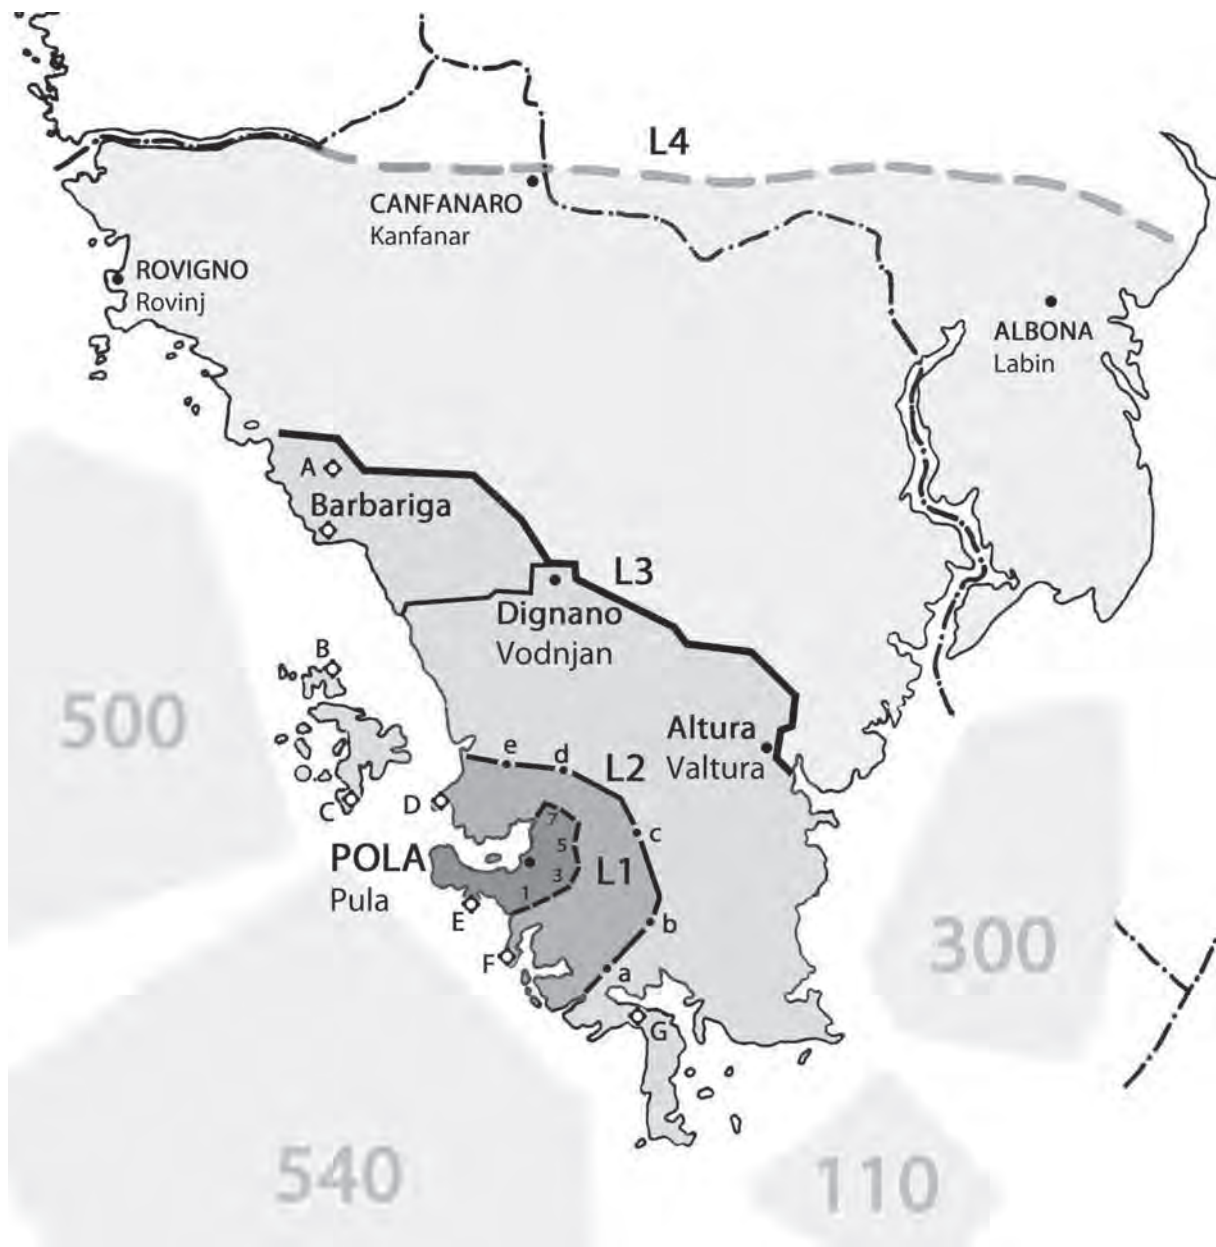 L4
CANFANARO
Kanfanar
ROVIGNO
Rovinj
ALBONA
Labin
A
Barbariga
L3
Dignano
Vodnjan
B
500
Altura
Valtura
e
d
L2
C
D
c
7
5
POLA
L1
3
Pula
1
E
b
F
300
a
G
540
110